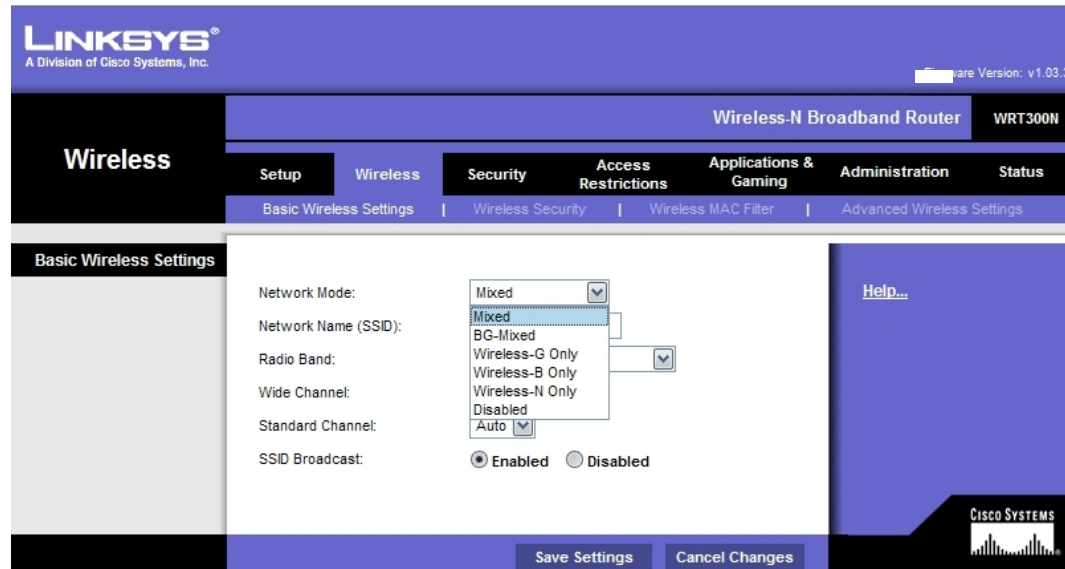 LINKSYS®
A Division of Cisco Systems, Inc.
Version: v1.03.
Wireless-N Broadband Router WRT300N
Wireless
Setup Wireless Security Access Restrictions Applications & Gaming Administration Status
Basic Wireless Settings | Wireless Security | Wireless MAC Filter | Advanced Wireless Settings
Basic Wireless Settings
Help...
Network Mode: Mixed
Mixed
BG-Mixed
Wireless-G Only
Wireless-B Only
Wireless-N Only
Disabled
Network Name (SSID):
Radio Band:
Wide Channel:
Standard Channel: Auto
SSID Broadcast: Enabled Disabled
CISCO SYSTEMS
Save Settings Cancel Changes